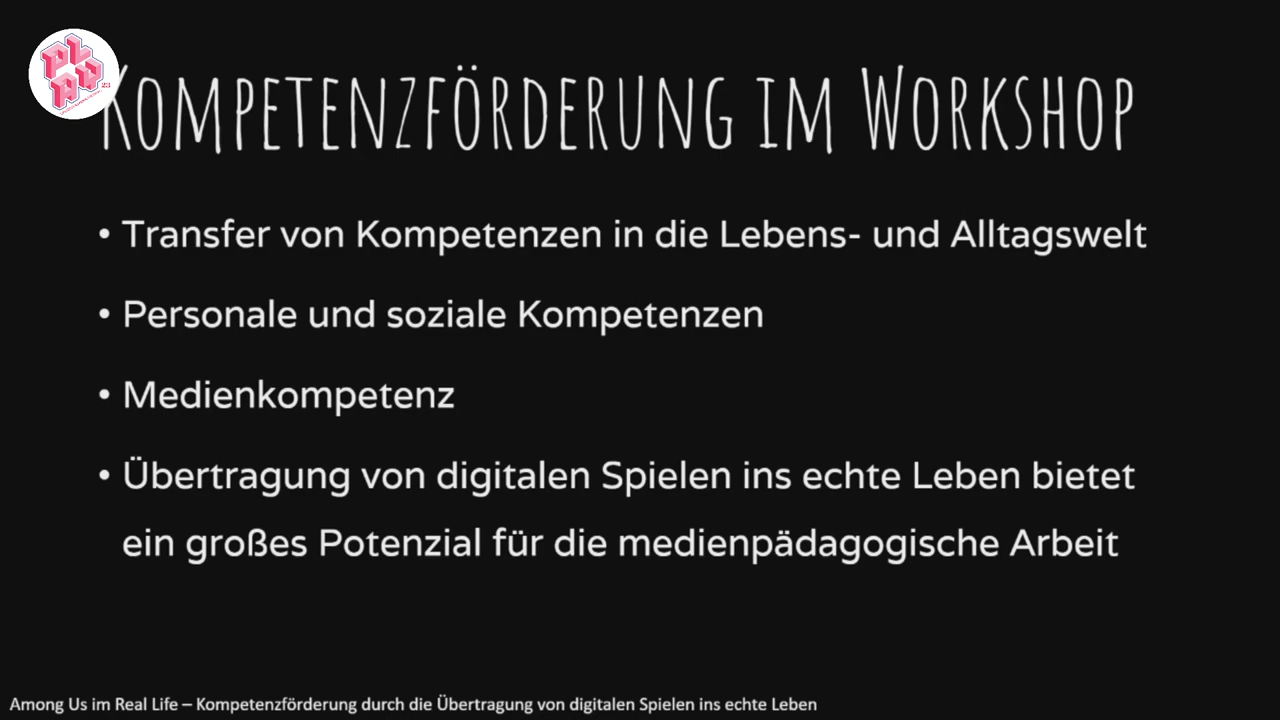 PLAY
23
Kompetenzförderung im Workshop
• Transfer von Kompetenzen in die Lebens- und Alltagswelt
• Personale und soziale Kompetenzen
• Medienkompetenz
• Übertragung von digitalen Spielen ins echte Leben bietet
ein großes Potenzial für die medienpädagogische Arbeit
Among Us im Real Life – Kompetenzförderung durch die Übertragung von digitalen Spielen ins echte Leben